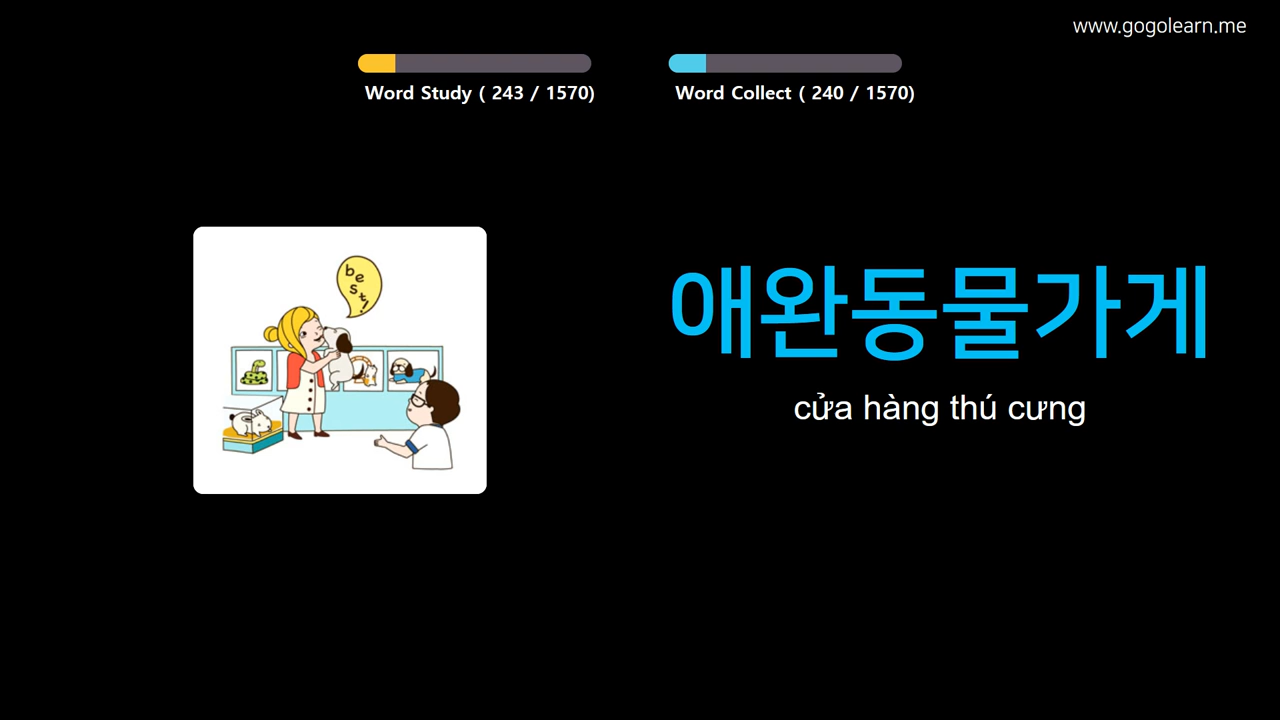 www.gogolearn.me
Word Study ( 243 / 1570)
Word Collect ( 240 / 1570)
best!
애완동물가게
cửa hàng thú cưng